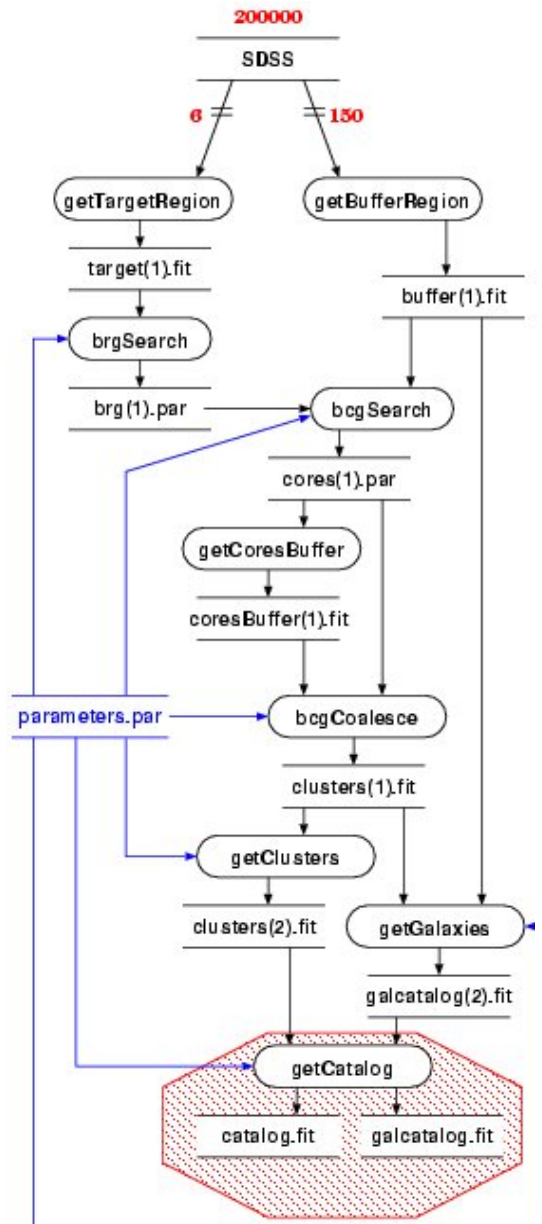 200000
SDSS
6
150
getTargetRegion
getBufferRegion
target(1).fit
buffer(1).fit
brgSearch
brg(1).par
bcgSearch
cores(1).par
getCoresBuffer
coresBuffer(1).fit
parameters.par
bcgCoalesce
clusters(1).fit
getClusters
clusters(2).fit
getGalaxies
galcatalog(2).fit
getCatalog
catalog.fit
galcatalog.fit